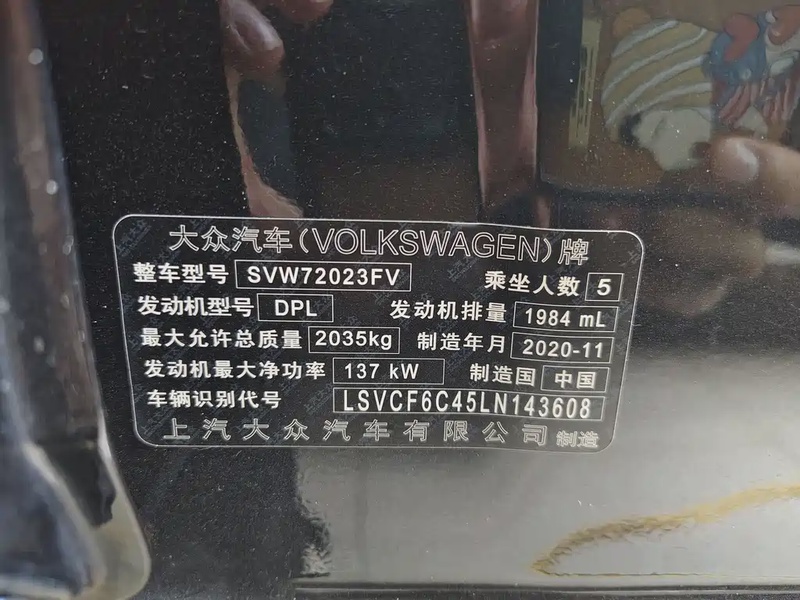 大众汽车(VOLKSWAGEN)牌
整车型号 SVW72023FV 乘坐人数 5
发动机型号 DPL 发动机排量 1984 mL
最大允许总质量 2035kg 制造年月 2020-11
发动机最大净功率 137 kW 制造国 中国
车辆识别代号 LSVCF6C45LN143608
上汽大众汽车有限公司 制造